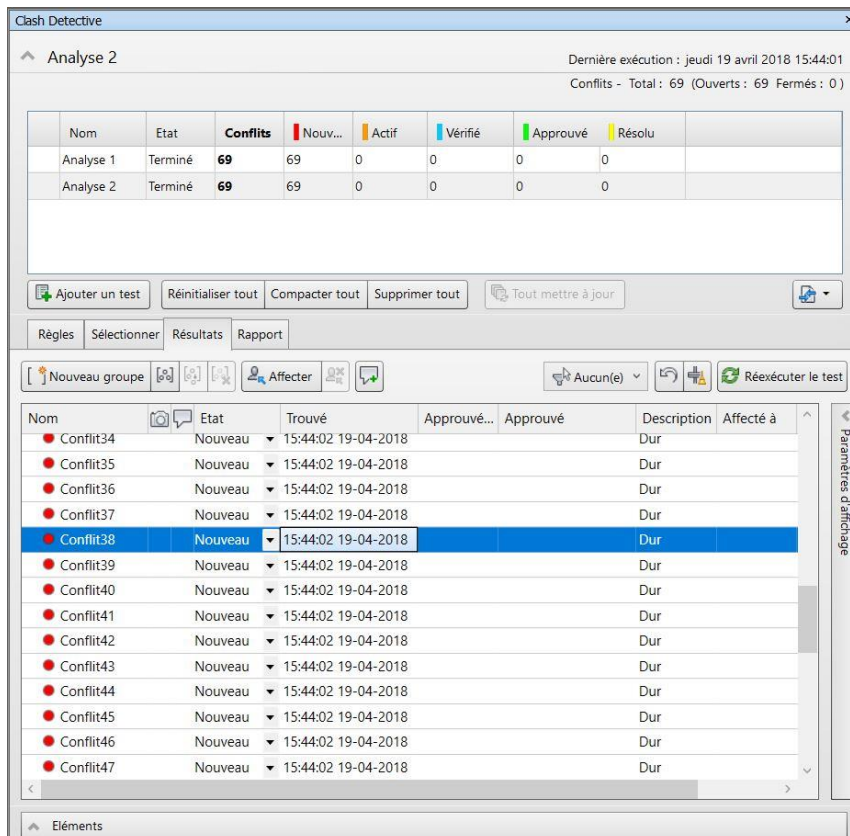 Clash Detective
Analyse 2
Dernière exécution : jeudi 19 avril 2018 15:44:01
Conflits - Total : 69 (Ouverts : 69 Fermés : 0 )
Nom Etat Conflits Nouv... Actif Vérifié Approuvé Résolu
Analyse 1 Terminé 69 69 0 0 0 0
Analyse 2 Terminé 69 69 0 0 0 0
Ajouter un test Réinitialiser tout Compacter tout Supprimer tout Tout mettre à jour
Règles Sélectionner Résultats Rapport
Nouveau groupe Affecter Aucun(e) Réexécuter le test
Nom Etat Trouvé Approuvé... Approuvé Description Affecté à
Conflit34 Nouveau 15:44:02 19-04-2018 Dur
Conflit35 Nouveau 15:44:02 19-04-2018 Dur
Conflit36 Nouveau 15:44:02 19-04-2018 Dur
Conflit37 Nouveau 15:44:02 19-04-2018 Dur
Conflit38 Nouveau 15:44:02 19-04-2018 Dur
Conflit39 Nouveau 15:44:02 19-04-2018 Dur
Conflit40 Nouveau 15:44:02 19-04-2018 Dur
Conflit41 Nouveau 15:44:02 19-04-2018 Dur
Conflit42 Nouveau 15:44:02 19-04-2018 Dur
Conflit43 Nouveau 15:44:02 19-04-2018 Dur
Conflit44 Nouveau 15:44:02 19-04-2018 Dur
Conflit45 Nouveau 15:44:02 19-04-2018 Dur
Conflit46 Nouveau 15:44:02 19-04-2018 Dur
Conflit47 Nouveau 15:44:02 19-04-2018 Dur
Paramètres d'affichage
Eléments